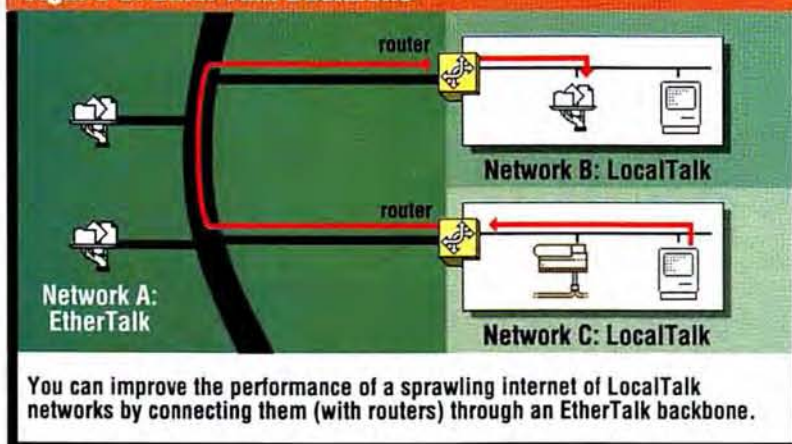 router
Network B: LocalTalk
router
Network A:
EtherTalk
Network C: LocalTalk
You can improve the performance of a sprawling internet of LocalTalk
networks by connecting them (with routers) through an EtherTalk backbone.